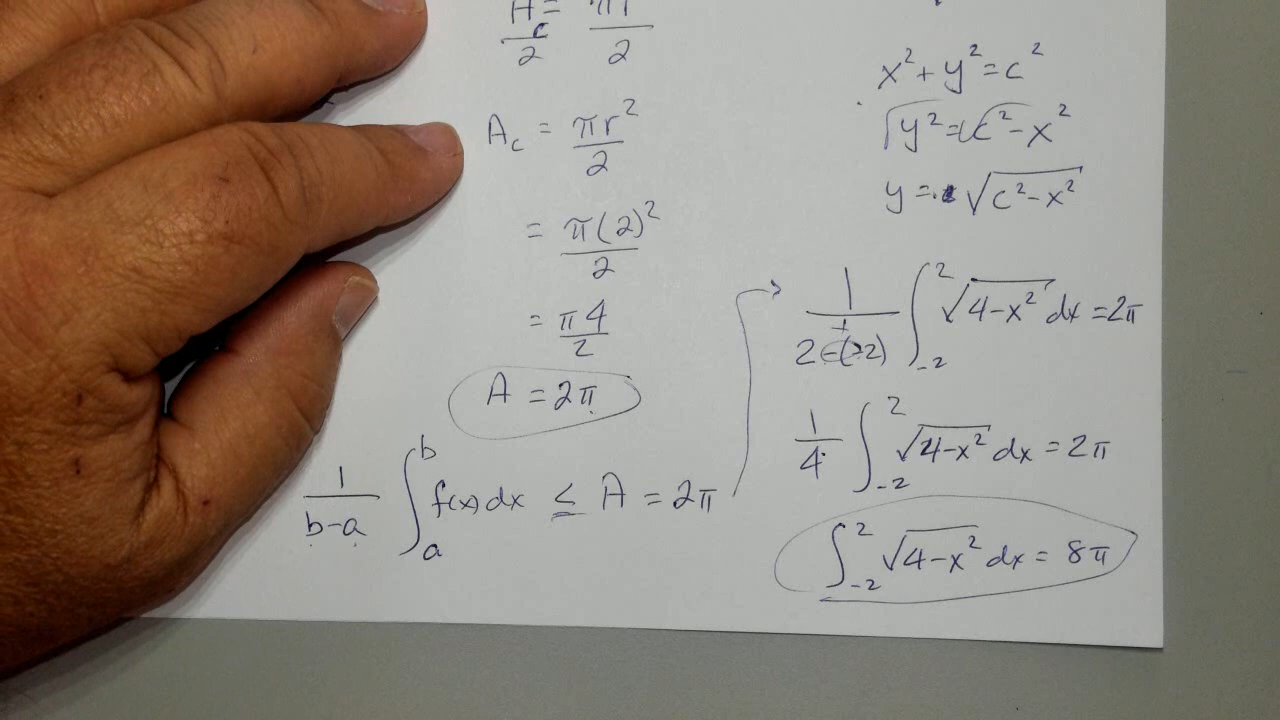 A_c/2 = πr/2
A_c = πr²/2
= π(2)²/2
= π4/2
A = 2π
1/(b-a) ∫_a^b f(x)dx ≤ A = 2π
x² + y² = c²
√y² = √c² - x²
y = √(c² - x²)
1/(2-(-2)) ∫_-2^2 √(4-x²) dx = 2π
1/4 ∫_-2^2 √(4-x²) dx = 2π
∫_-2^2 √(4-x²) dx = 8π